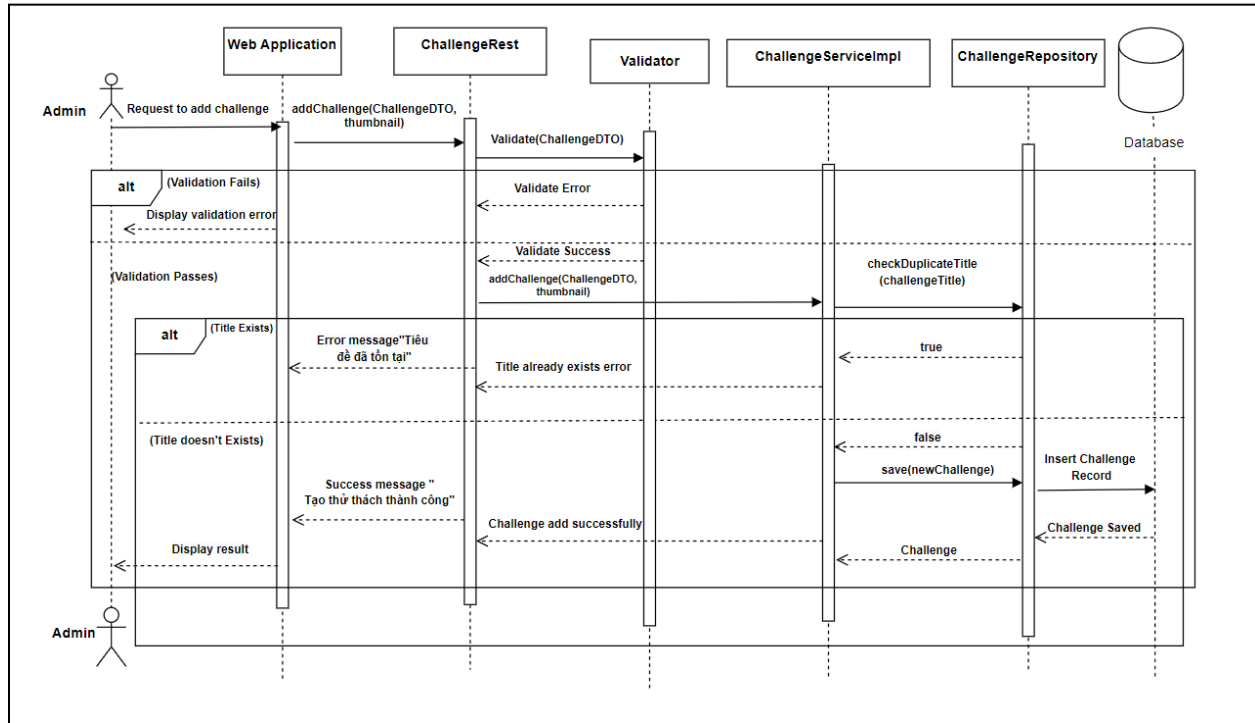 Web Application
ChallengeRest
Validator
ChallengeServiceImpl
ChallengeRepository
Admin
Request to add challenge
addChallenge(ChallengeDTO,
thumbnail)
Validate(ChallengeDTO)
Database
alt
(Validation Fails)
Validate Error
Display validation error
Validate Success
(Validation Passes)
addChallenge(ChallengeDTO,
thumbnail)
checkDuplicateTitle
(challengeTitle)
alt
(Title Exists)
Error message"Tiêu
đề đã tồn tại"
true
Title already exists error
(Title doesn't Exists)
false
save(newChallenge)
Insert Challenge
Record
Success message "
Tạo thử thách thành công"
Challenge add successfully
Challenge Saved
Display result
Challenge
Admin